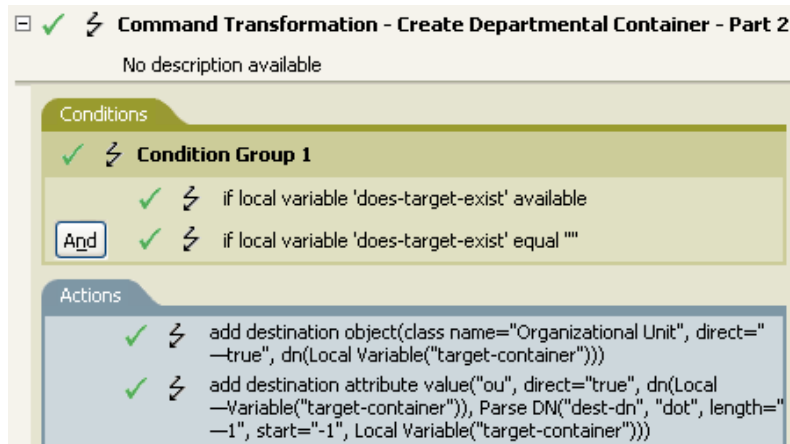 Command Transformation - Create Departmental Container - Part 2
No description available
Conditions
Condition Group 1
if local variable 'does-target-exist' available
And
if local variable 'does-target-exist' equal ""
Actions
add destination object(class name="Organizational Unit", direct="
—true", dn(Local Variable("target-container")))
add destination attribute value("ou", direct="true", dn(Local
—Variable("target-container")), Parse DN("dest-dn", "dot", length="
—1", start="-1", Local Variable("target-container")))